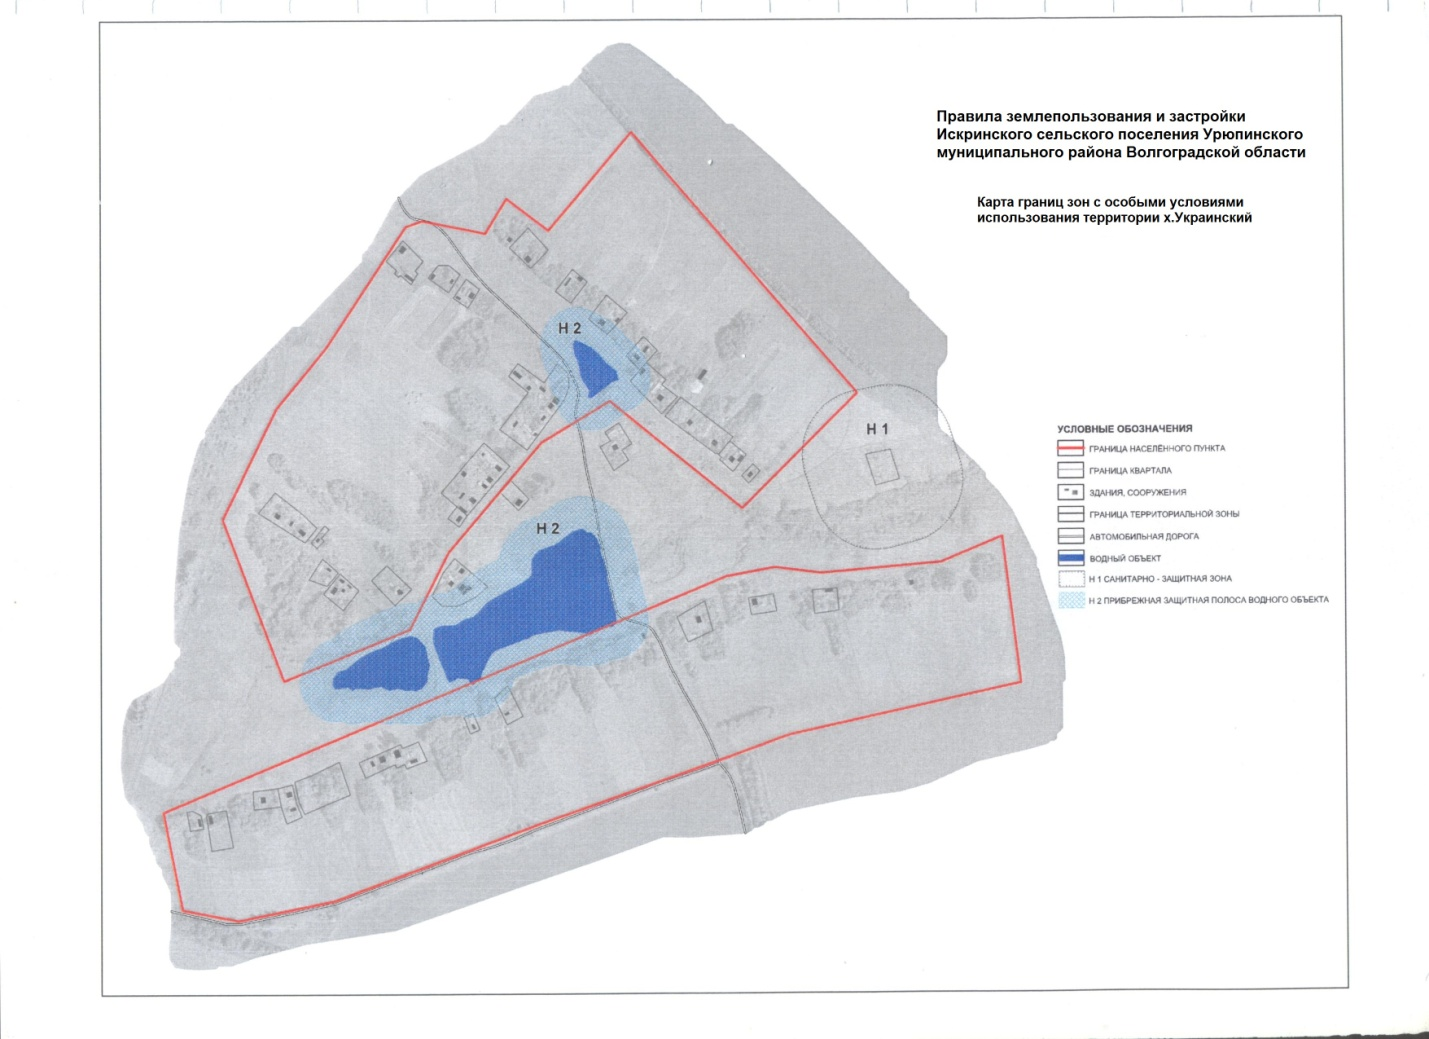 Правила землепользования и застройки
Искринского сельского поселения Урюпинского
муниципального района Волгоградской области
Карта границ зон с особыми условиями
использования территории х.Украинский
Н 2
Н 1
Н 2
УСЛОВНЫЕ ОБОЗНАЧЕНИЯ
ГРАНИЦА НАСЕЛЁННОГО ПУНКТА
ГРАНИЦА КВАРТАЛА
ЗДАНИЯ, СООРУЖЕНИЯ
ГРАНИЦА ТЕРРИТОРИАЛЬНОЙ ЗОНЫ
АВТОМОБИЛЬНАЯ ДОРОГА
ВОДНЫЙ ОБЪЕКТ
Н 1 САНИТАРНО - ЗАЩИТНАЯ ЗОНА
Н 2 ПРИБРЕЖНАЯ ЗАЩИТНАЯ ПОЛОСА ВОДНОГО ОБЪЕКТА